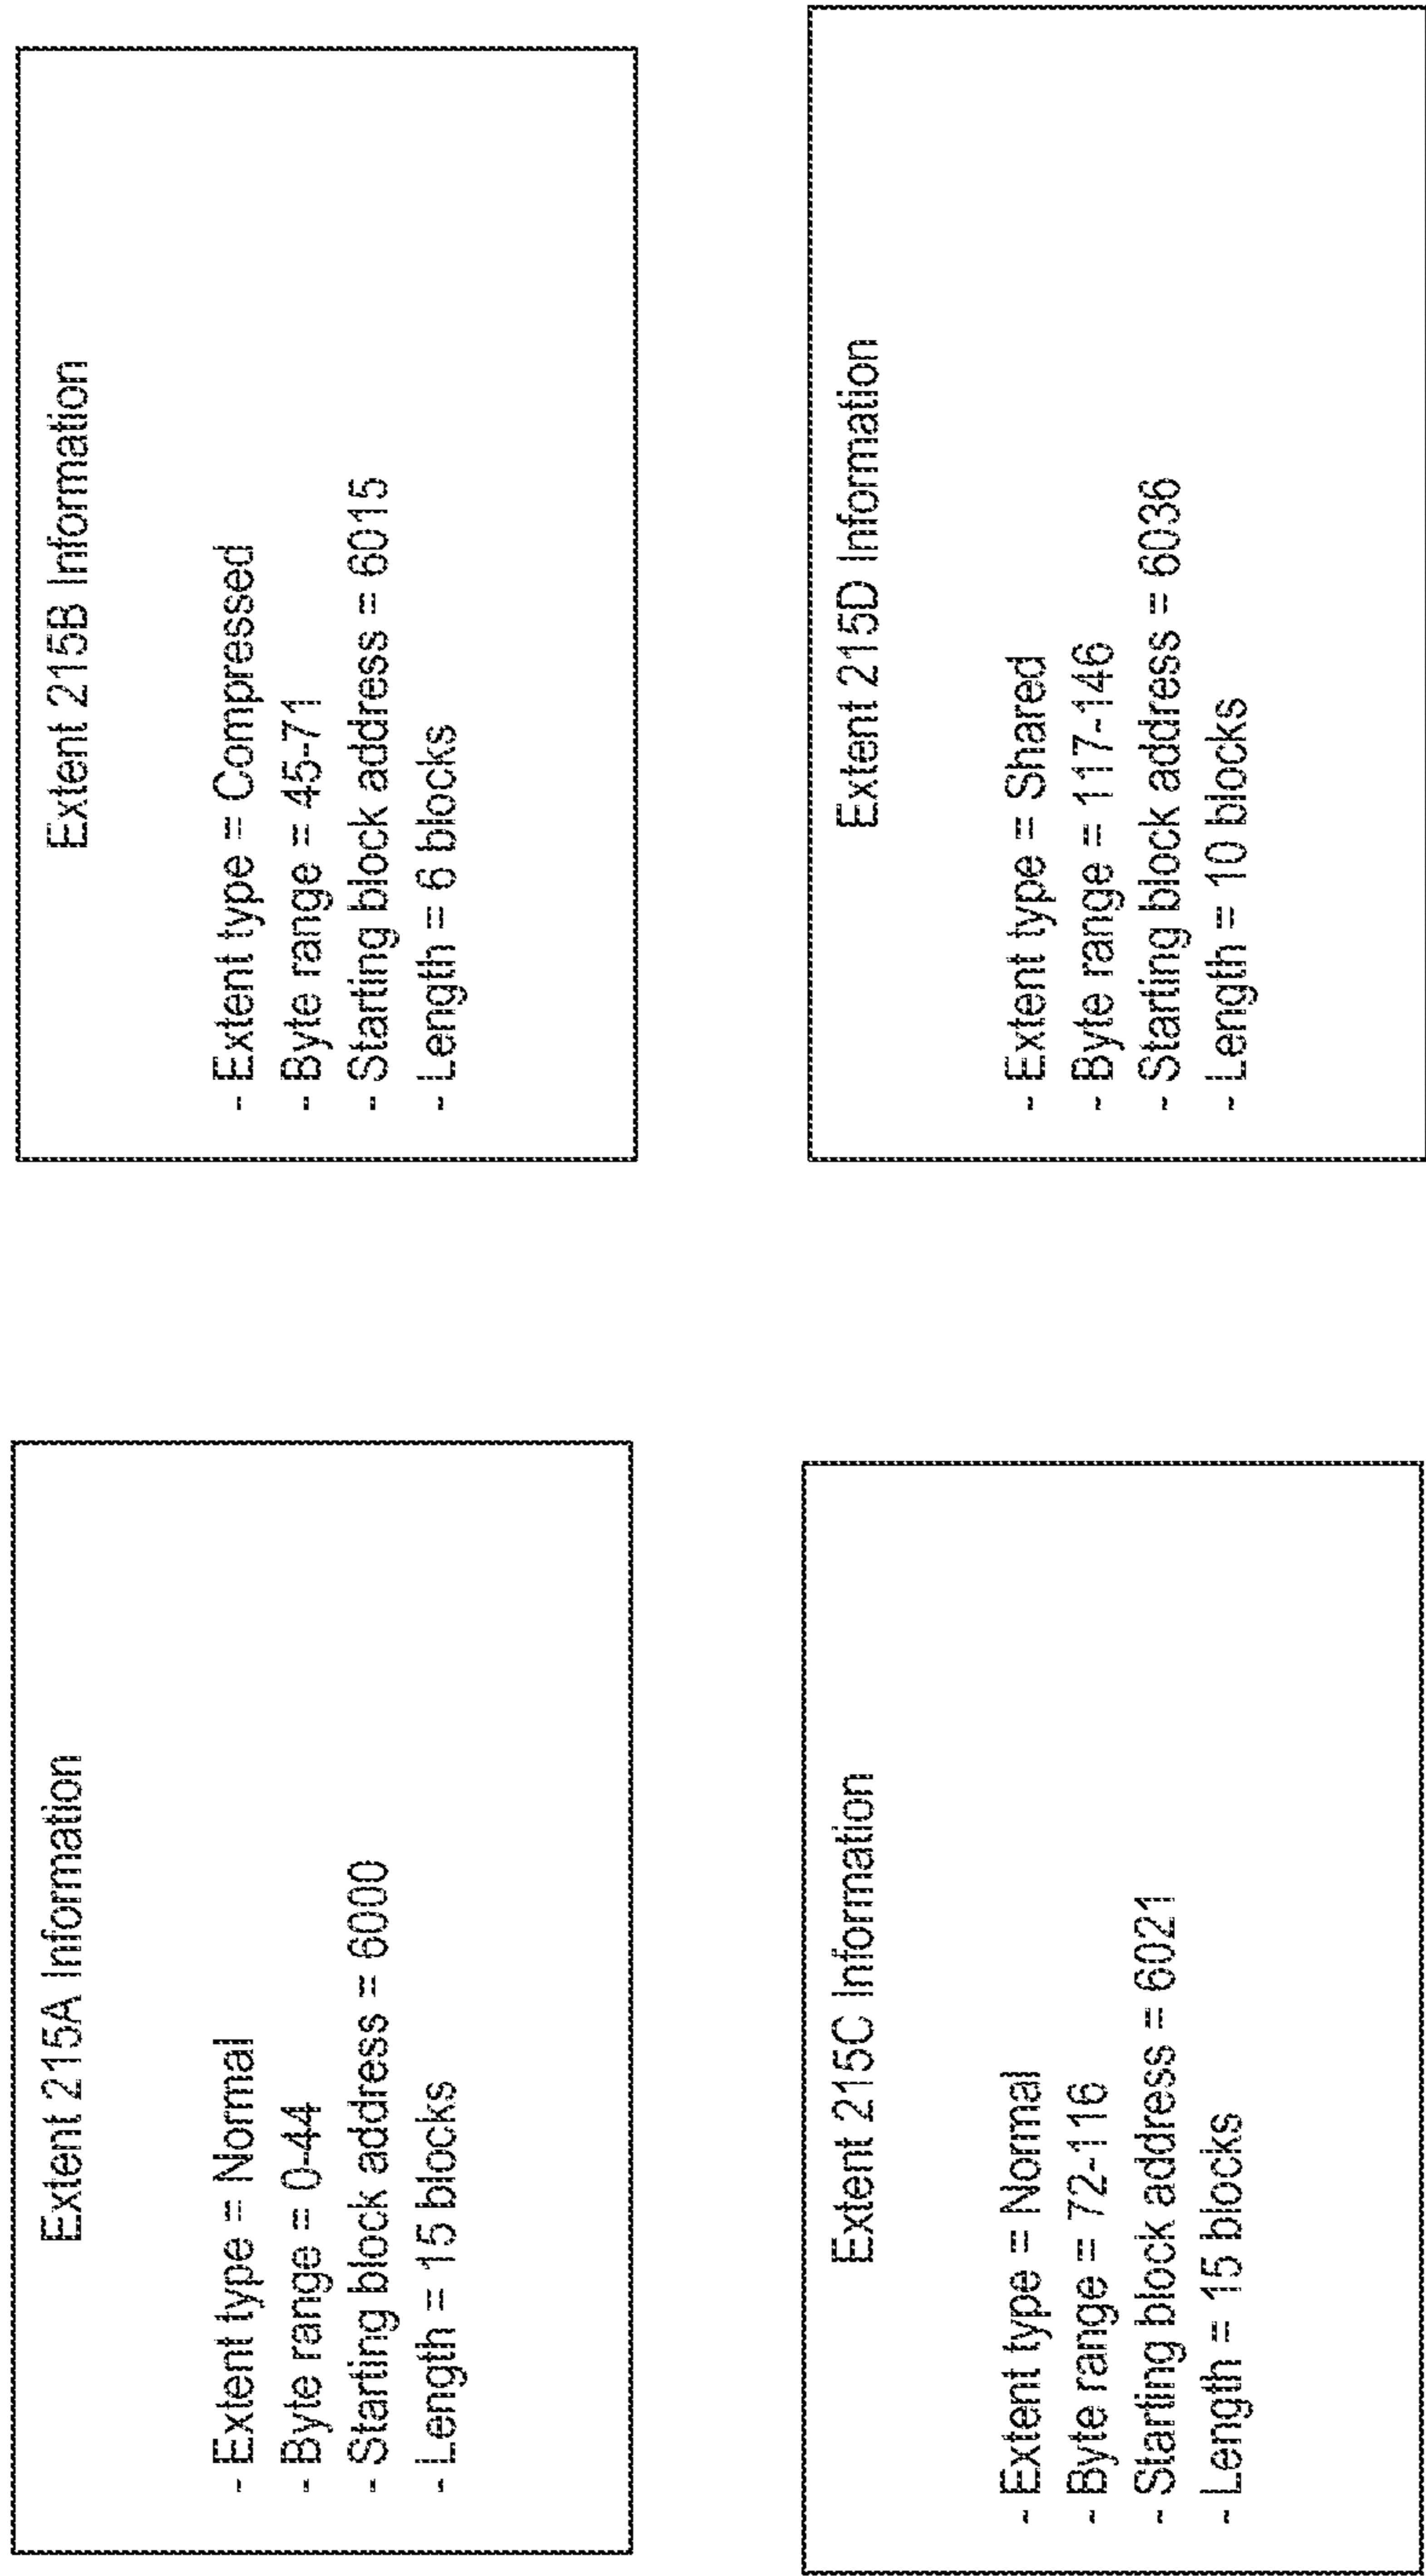 Extent 215A Information
- Extent type = Normal
- Byte range = 0-44
- Starting block address = 6000
- Length = 15 blocks
Extent 215B Information
- Extent type = Compressed
- Byte range = 45-71
- Starting block address = 6015
- Length = 6 blocks
Extent 215C Information
- Extent type = Normal
- Byte range = 72-116
- Starting block address = 6021
- Length = 15 blocks
Extent 215D Information
- Extent type = Shared
- Byte range = 117-146
- Starting block address = 6036
- Length = 10 blocks